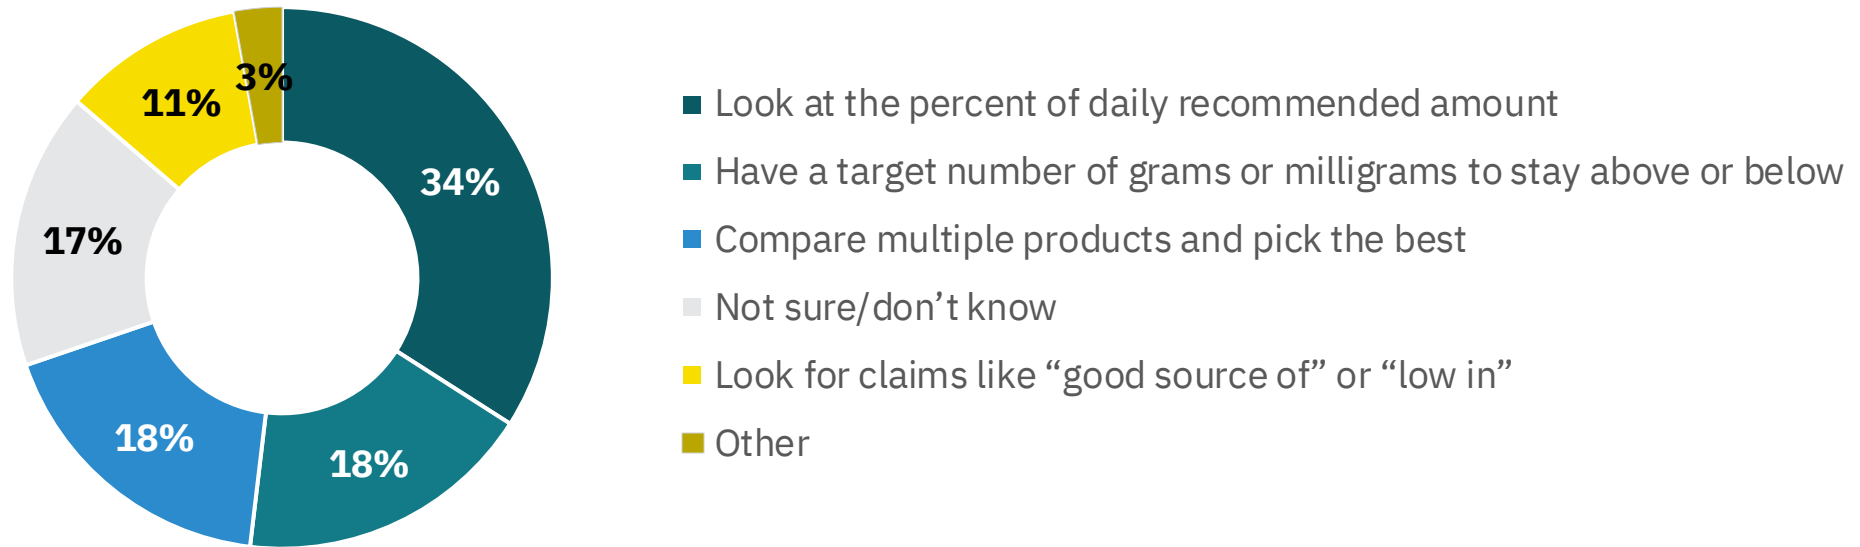 3%
11%
34%
17%
18%
18%
Look at the percent of daily recommended amount
Have a target number of grams or milligrams to stay above or below
Compare multiple products and pick the best
Not sure/don’t know
Look for claims like “good source of” or “low in”
Other